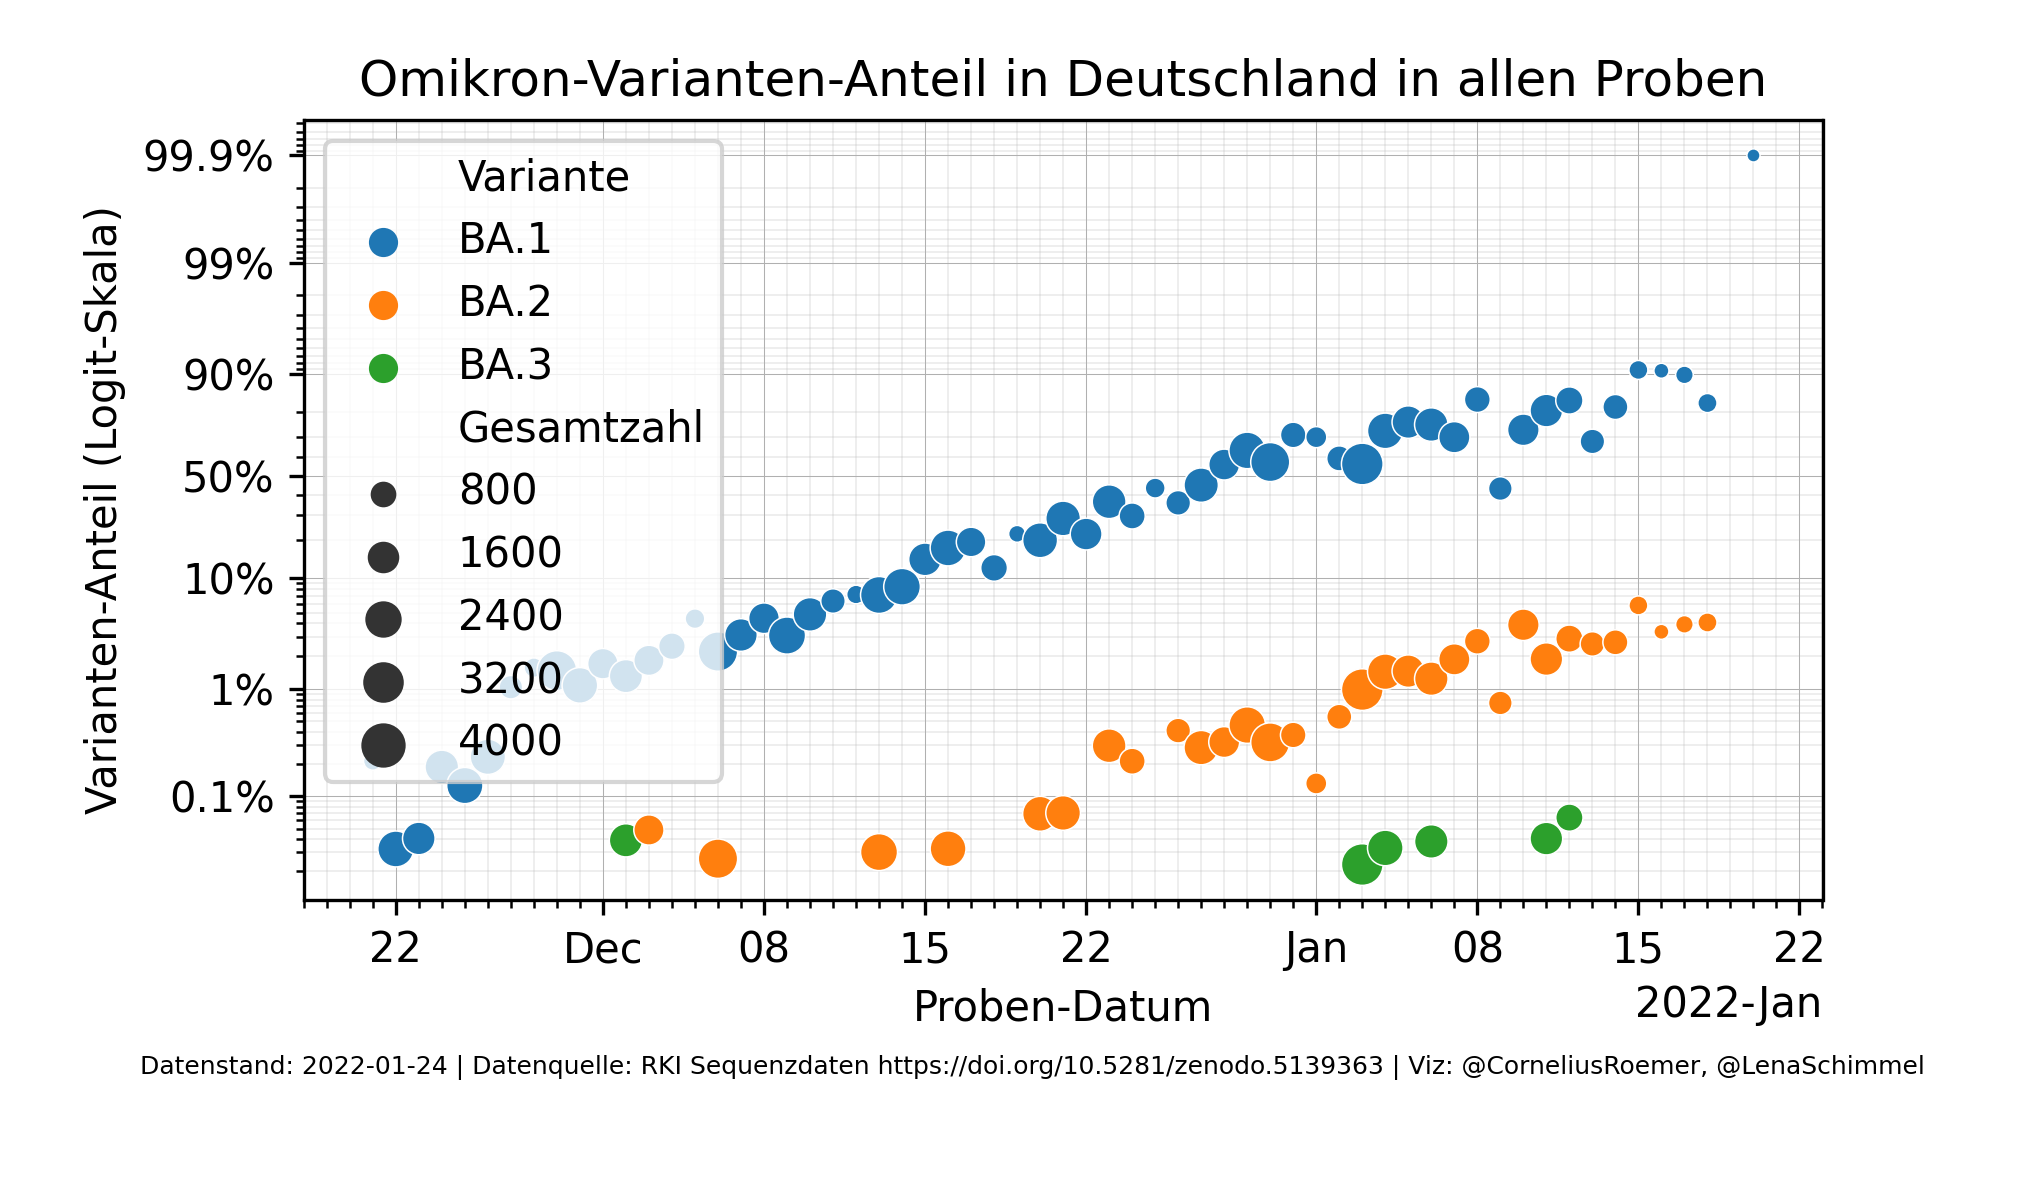 Omikron-Varianten-Anteil in Deutschland in allen Proben
Varianten-Anteil (Logit-Skala)
99.9%
99%
90%
50%
10%
1%
0.1%
Variante
BA.1
BA.2
BA.3
Gesamtzahl
800
1600
2400
3200
4000
22 Dec 08 15 22 Jan 08 15 22
Proben-Datum
2022-Jan
Datenstand: 2022-01-24 | Datenquelle: RKI Sequenzdaten https://doi.org/10.5281/zenodo.5139363 | Viz: @CorneliusRoemer, @LenaSchimmel